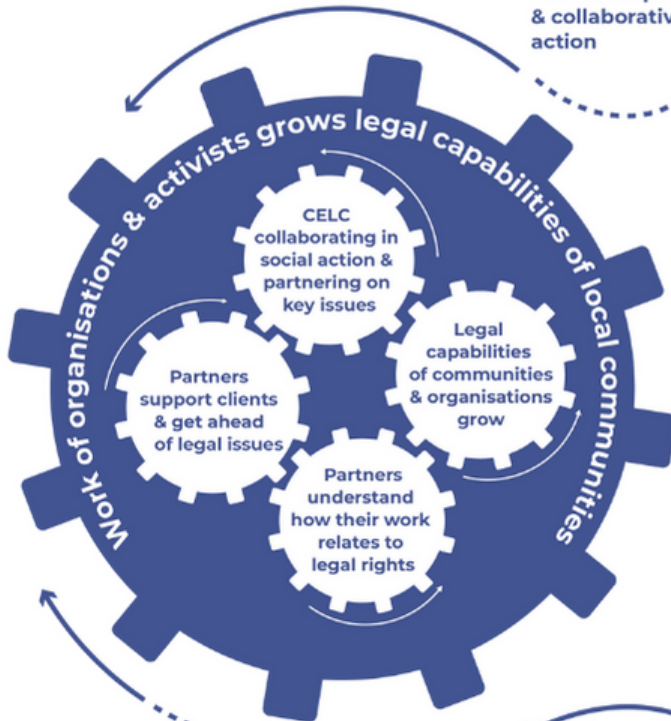 & collaborative
action
Work of organisations & activists grows legal capabilities of local communities
CELC
collaborating in
social action &
partnering on
key issues
Legal
capabilities
of communities
& organisations
grow
Partners
support clients
& get ahead
of legal issues
Partners
understand
how their work
relates to
legal rights